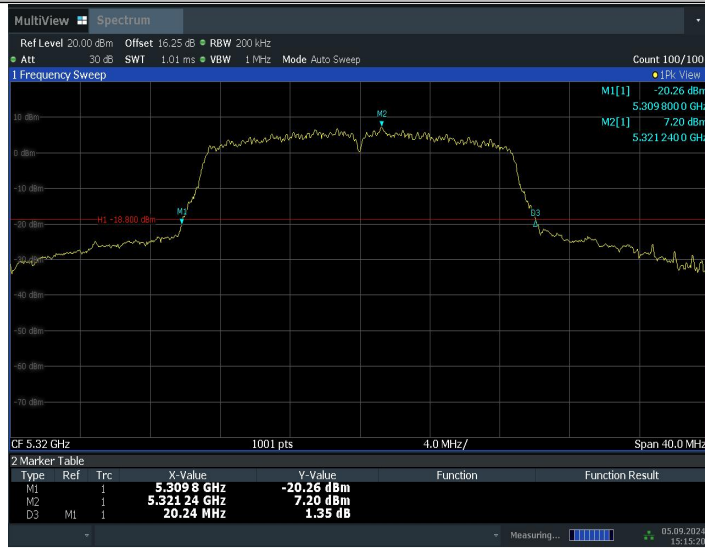 MultiView Spectrum
Ref Level 20.00 dBm Offset 16.25 dB RBW 200 kHz
Att 30 dB SWT 1.01 ms VBW 1 MHz Mode Auto Sweep Count 100/100
1 Frequency Sweep 1Pk View
M1[1] -20.26 dBm
5.309 800 0 GHz
M2[1] 7.20 dBm
5.321 240 0 GHz
M2
10 dBm
0 dBm
-10 dBm
M1
D3
H1 -18.800 dBm
-20 dBm
-30 dBm
-40 dBm
-50 dBm
-60 dBm
-70 dBm
CF 5.32 GHz 1001 pts 4.0 MHz/ Span 40.0 MHz
2 Marker Table
Type Ref Trc X-Value Y-Value Function Function Result
M1 1 5.309 8 GHz -20.26 dBm
M2 1 5.321 24 GHz 7.20 dBm
D3 M1 1 20.24 MHz 1.35 dB
Measuring... 05.09.2024
15:15:20